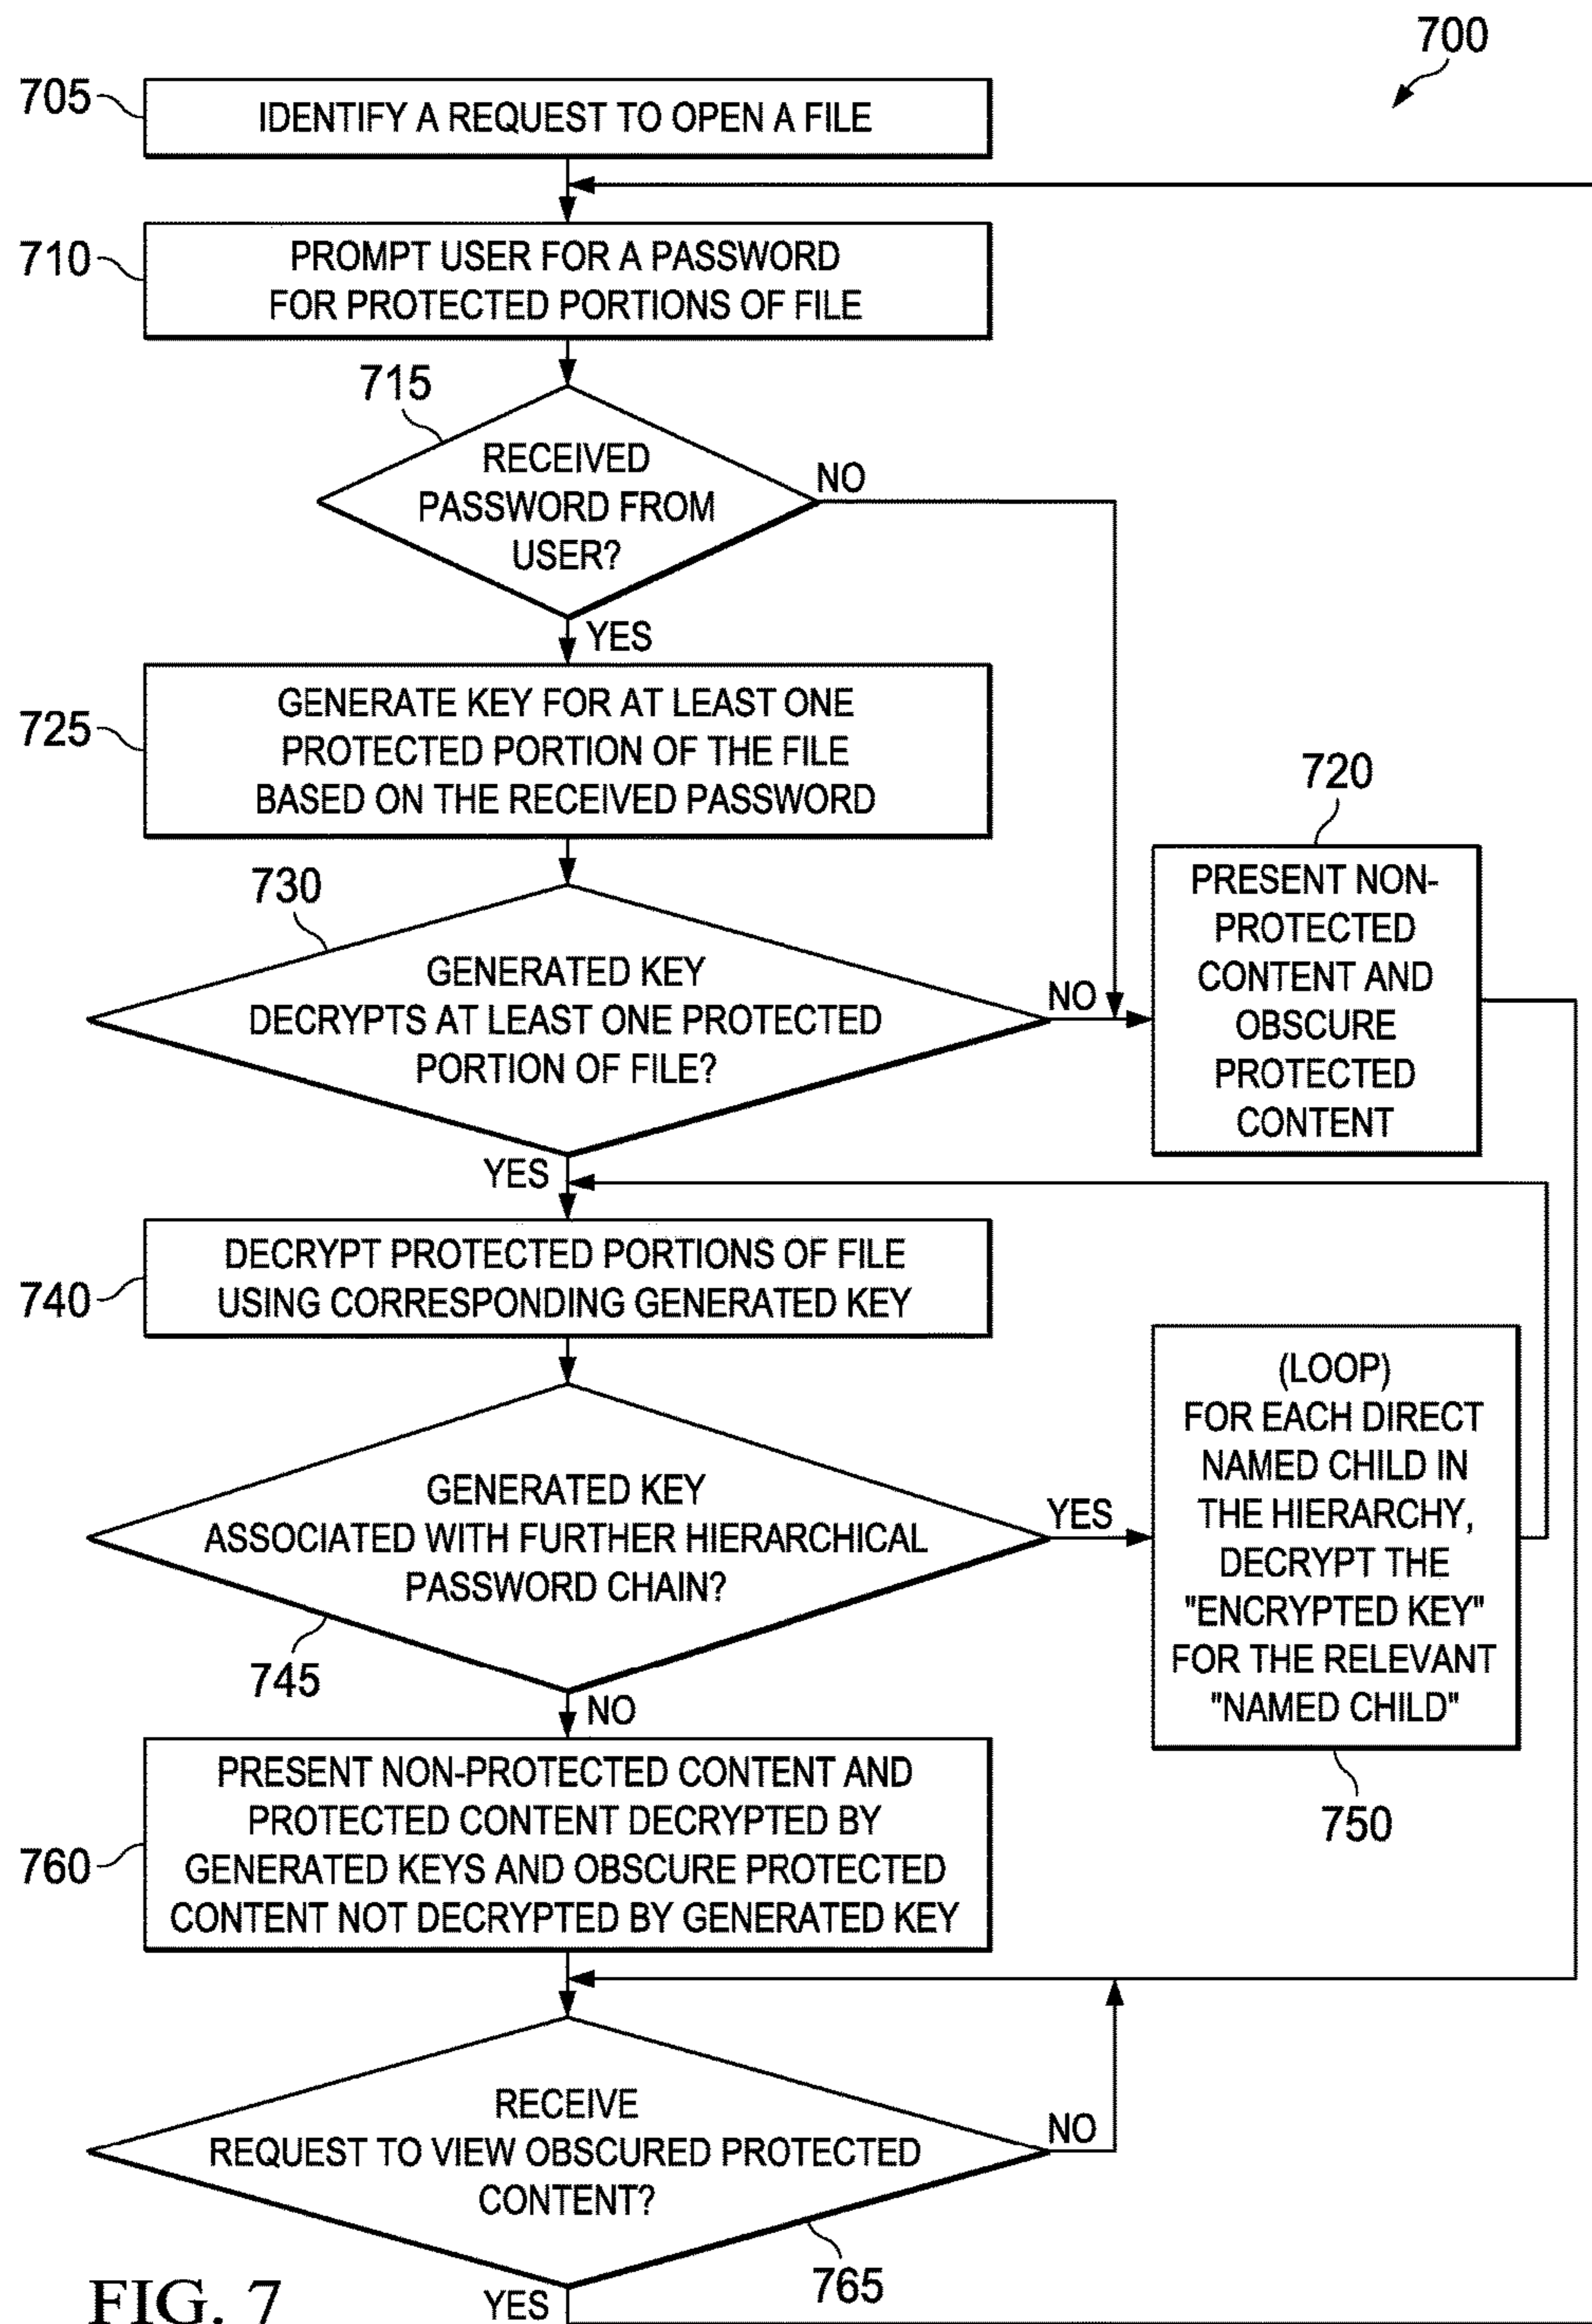 700
705
IDENTIFY A REQUEST TO OPEN A FILE
710
PROMPT USER FOR A PASSWORD
FOR PROTECTED PORTIONS OF FILE
715
RECEIVED
PASSWORD FROM
USER?
NO
YES
725
GENERATE KEY FOR AT LEAST ONE
PROTECTED PORTION OF THE FILE
BASED ON THE RECEIVED PASSWORD
720
PRESENT NON-
PROTECTED
CONTENT AND
OBSCURE
PROTECTED
CONTENT
730
GENERATED KEY
DECRYPTS AT LEAST ONE PROTECTED
PORTION OF FILE?
NO
YES
740
DECRYPT PROTECTED PORTIONS OF FILE
USING CORRESPONDING GENERATED KEY
GENERATED KEY
ASSOCIATED WITH FURTHER HIERARCHICAL
PASSWORD CHAIN?
745
YES
(LOOP)
FOR EACH DIRECT
NAMED CHILD IN
THE HIERARCHY,
DECRYPT THE
"ENCRYPTED KEY"
FOR THE RELEVANT
"NAMED CHILD"
750
NO
760
PRESENT NON-PROTECTED CONTENT AND
PROTECTED CONTENT DECRYPTED BY
GENERATED KEYS AND OBSCURE PROTECTED
CONTENT NOT DECRYPTED BY GENERATED KEY
RECEIVE
REQUEST TO VIEW OBSCURED PROTECTED
CONTENT?
NO
765
YES
FIG. 7